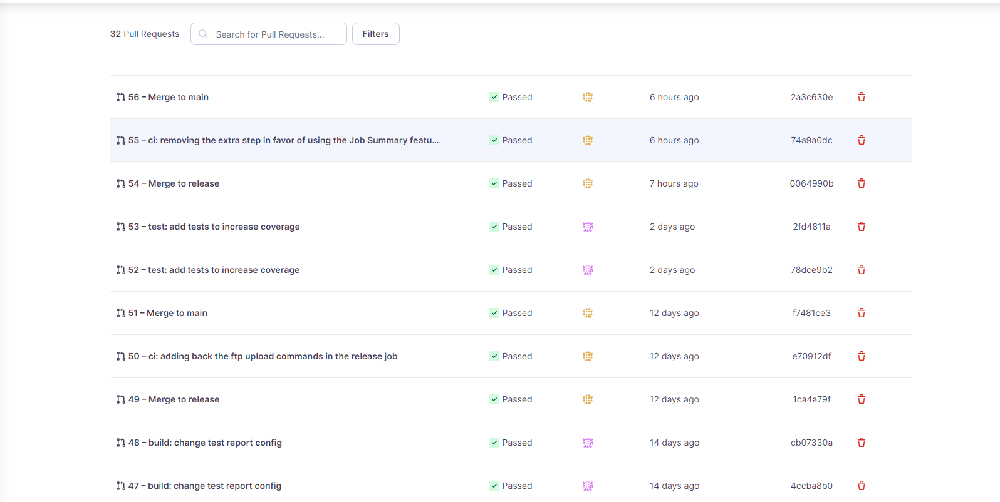 32 Pull Requests Search for Pull Requests... Filters
56 – Merge to main Passed 6 hours ago 2a3c630e
55 – ci: removing the extra step in favor of using the Job Summary featu... Passed 6 hours ago 74a9a0dc
54 – Merge to release Passed 7 hours ago 0064990b
53 – test: add tests to increase coverage Passed 2 days ago 2fd4811a
52 – test: add tests to increase coverage Passed 2 days ago 78dce9b2
51 – Merge to main Passed 12 days ago f7481ce3
50 – ci: adding back the ftp upload commands in the release job Passed 12 days ago e70912df
49 – Merge to release Passed 12 days ago 1ca4a79f
48 – build: change test report config Passed 14 days ago cb07330a
47 – build: change test report config Passed 14 days ago 4ccba8b0